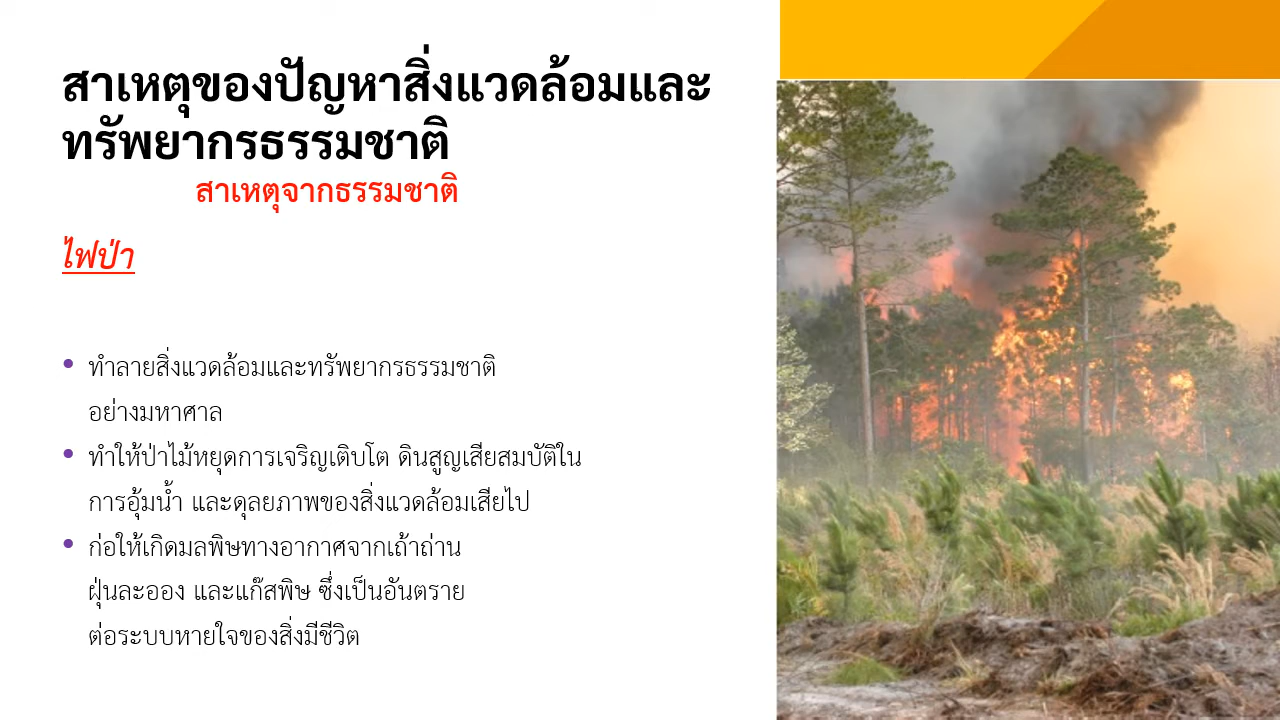 สาเหตุของปัญหาสิ่งแวดล้อมและ
ทรัพยากรธรรมชาติ
สาเหตุจากธรรมชาติ
ไฟป่า
• ทำลายสิ่งแวดล้อมและทรัพยากรธรรมชาติ
อย่างมหาศาล
• ทำให้ป่าไม้หยุดการเจริญเติบโต ดินสูญเสียสมบัติใน
การอุ้มน้ำ และดุลยภาพของสิ่งแวดล้อมเสียไป
• ก่อให้เกิดมลพิษทางอากาศจากเถ้าถ่าน
ฝุ่นละออง และแก๊สพิษ ซึ่งเป็นอันตราย
ต่อระบบหายใจของสิ่งมีชีวิต